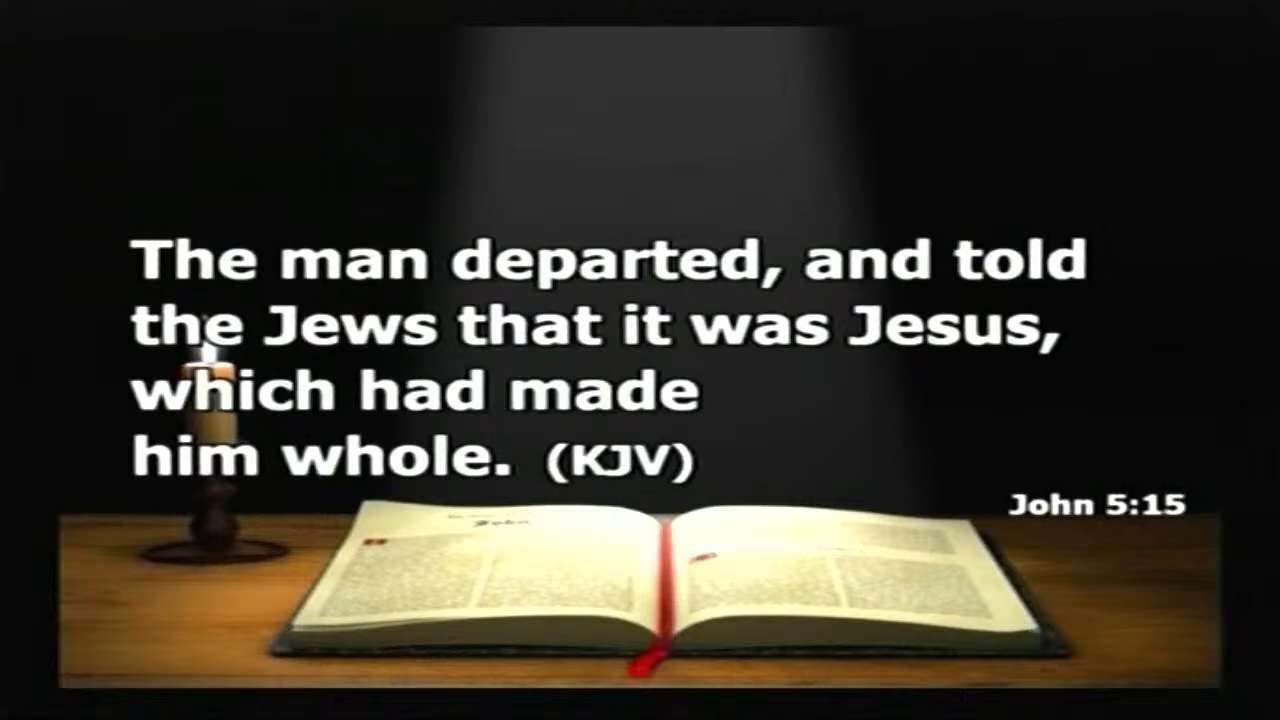 The man departed, and told
the Jews that it was Jesus,
which had made
him whole. (KJV)
John 5:15
John